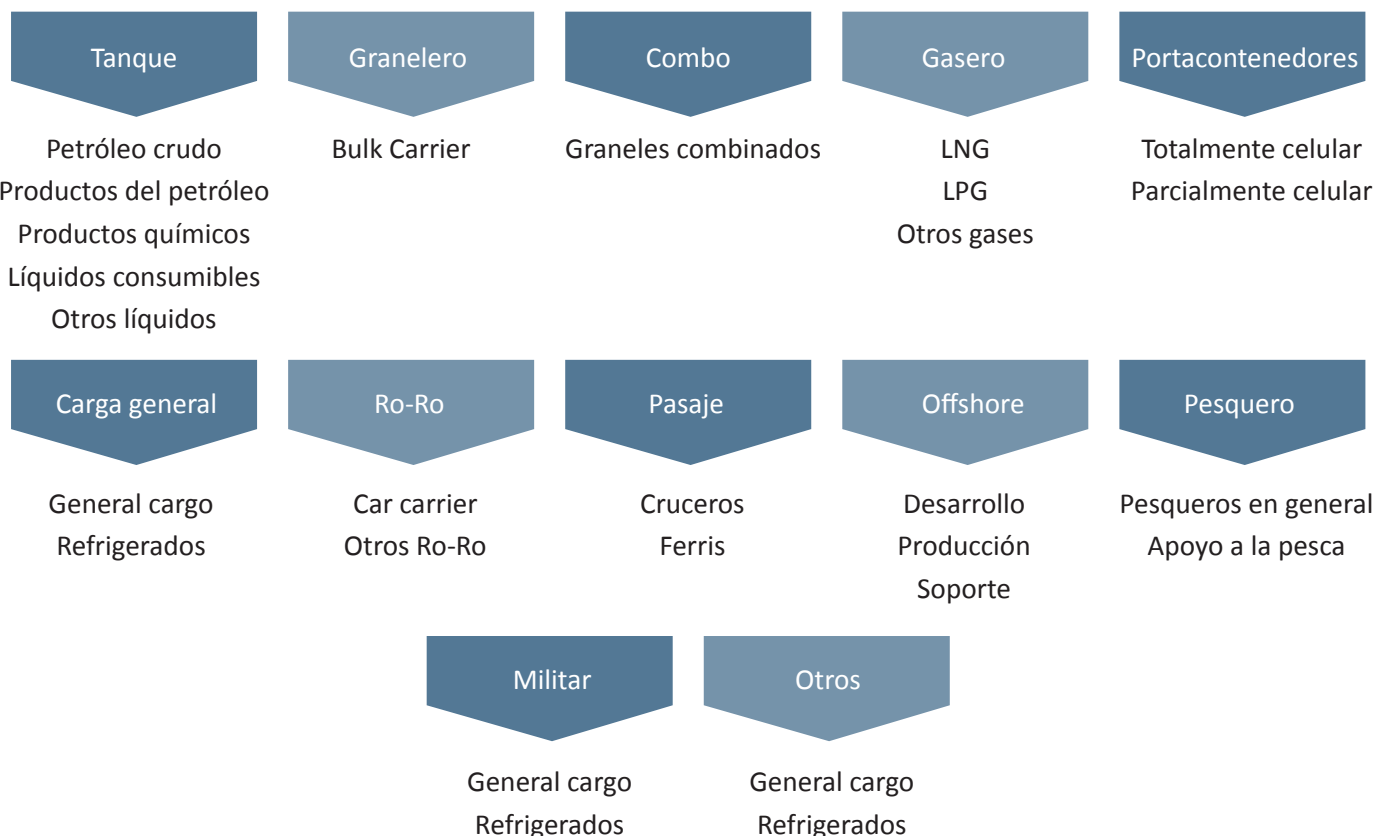 Tanque
Granelero
Combo
Gasero
Portacontenedores
Petróleo crudo
Productos del petróleo
Productos químicos
Líquidos consumibles
Otros líquidos
Bulk Carrier
Graneles combinados
LNG
LPG
Otros gases
Totalmente celular
Parcialmente celular
Carga general
Ro-Ro
Pasaje
Offshore
Pesquero
General cargo
Refrigerados
Car carrier
Otros Ro-Ro
Cruceros
Ferris
Desarrollo
Producción
Soporte
Pesqueros en general
Apoyo a la pesca
Militar
Otros
General cargo
Refrigerados
General cargo
Refrigerados